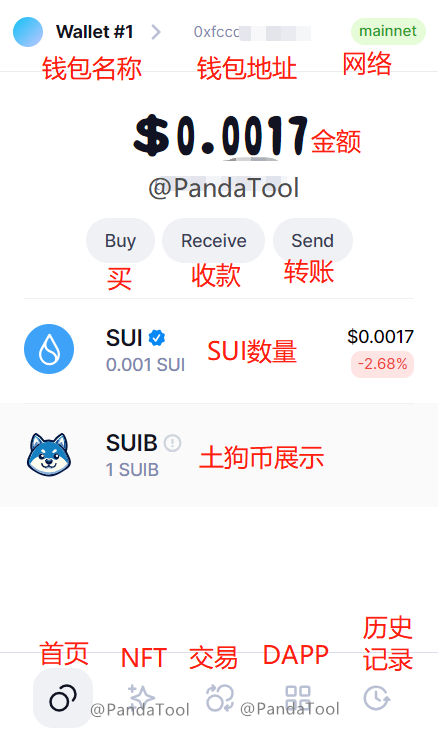 Wallet #1
0xfccc
mainnet
钱包名称
钱包地址
网络
$0.0017
金额
@PandaTool
Buy
Receive
Send
买
收款
转账
SUI
$0.0017
0.001 SUI
SUI数量
-2.68%
SUIB
1 SUIB
土狗币展示
首页
NFT
交易
DAPP
历史
记录
@PandaTool
@PandaTool